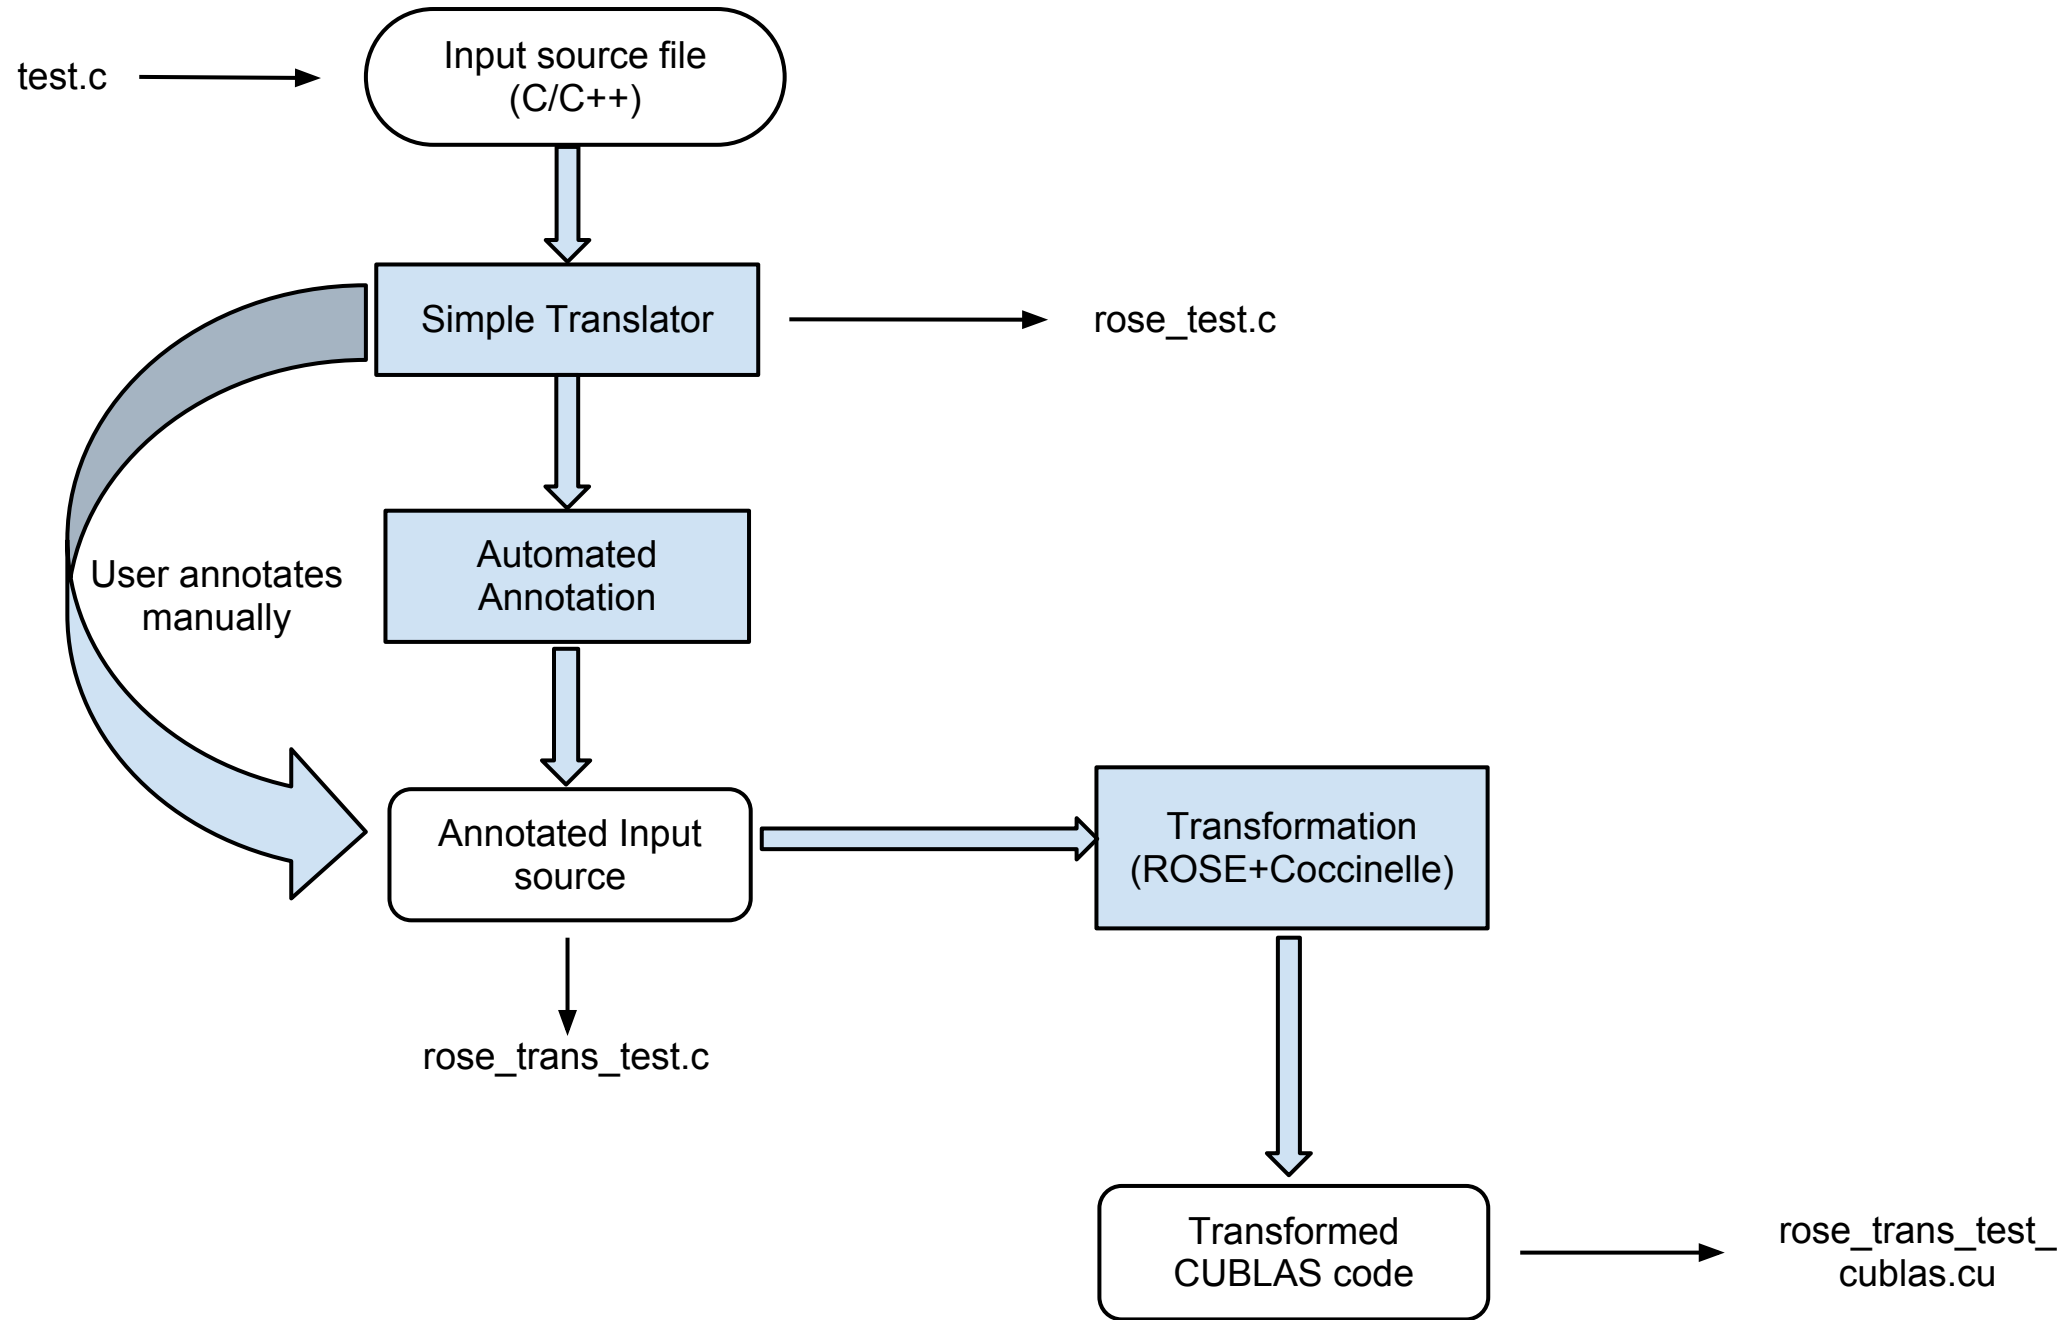 test.c
Input source file
(C/C++)
Simple Translator
rose_test.c
Automated
Annotation
User annotates
manually
Annotated Input
source
Transformation
(ROSE+Coccinelle)
rose_trans_test.c
Transformed
CUBLAS code
rose_trans_test_
cublas.cu